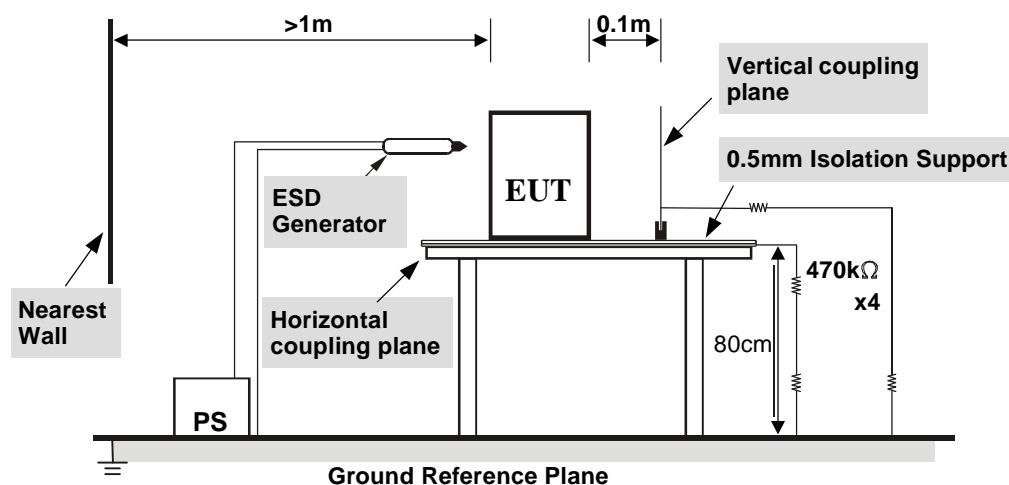 >1m
0.1m
Vertical coupling
plane
0.5mm Isolation Support
ESD
Generator
EUT
Nearest
Wall
Horizontal
coupling plane
470kΩ
x4
80cm
PS
Ground Reference Plane